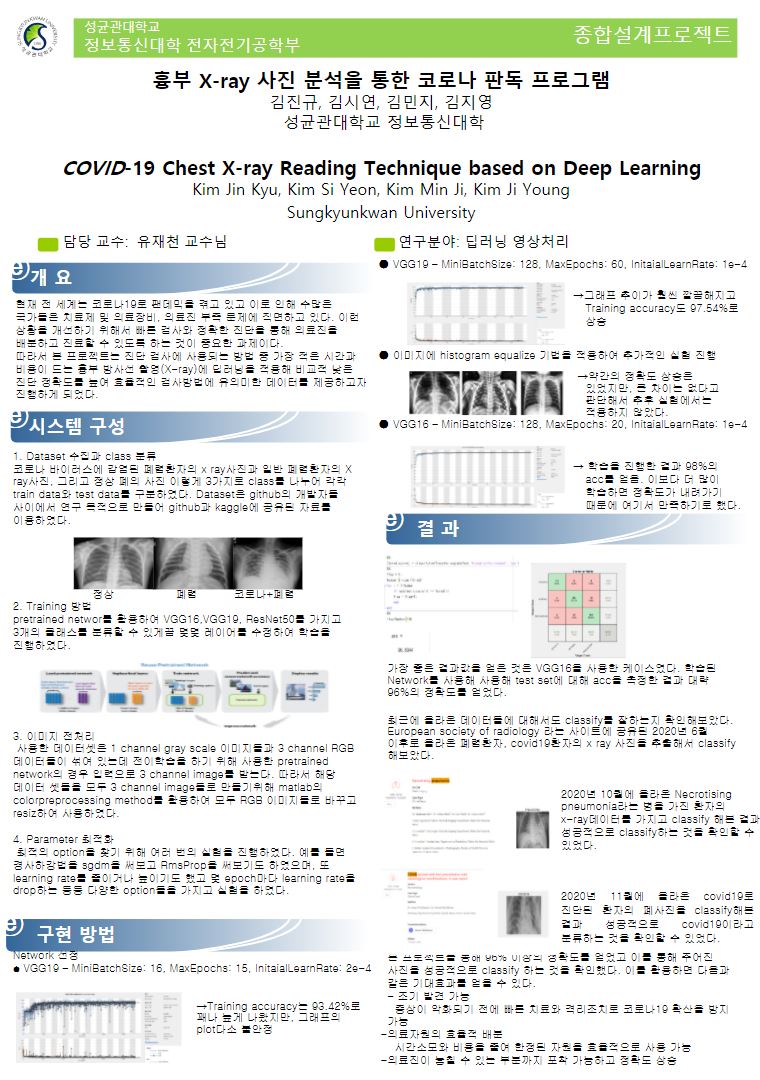 성균관대학교
정보통신대학 전자전기공학부
종합설계프로젝트
흉부 X-ray 사진 분석을 통한 코로나 판독 프로그램
김진규, 김시연, 김민지, 김지영
성균관대학교 정보통신대학
COVID-19 Chest X-ray Reading Technique based on Deep Learning
Kim Jin Kyu, Kim Si Yeon, Kim Min Ji, Kim Ji Young
Sungkyunkwan University
담당 교수: 유재천 교수님
연구분야: 딥러닝 영상처리
개 요
현재 전 세계는 코로나19로 팬데믹을 겪고 있고 이로 인해 수많은
국가들은 치료제 및 의료장비, 의료진 부족 문제에 직면하고 있다. 이런
상황을 개선하기 위해서 빠른 검사와 정확한 진단을 통해 의료진을
배분하고 진료할 수 있도록 하는 것이 중요한 과제이다.
따라서 본 프로젝트는 진단 검사에 사용되는 방법 중 가장 적은 시간과
비용이 드는 흉부 방사선 촬영(X-ray)에 딥러닝을 적용해 비교적 낮은
진단 정확도를 높여 효율적인 검사방법에 유의미한 데이터를 제공하고자
진행하게 되었다.
시스템 구성
1. Dataset 수집과 class 분류
코로나 바이러스에 감염된 폐렴환자의 x ray사진과 일반 폐렴환자의 X
ray사진, 그리고 정상 폐의 사진 이렇게 3가지로 class를 나누어 각각
train data와 test data를 구분하였다. Dataset은 github의 개발자들
사이에서 연구 목적으로 만들어 github과 kaggle에 공유된 자료를
이용하였다.
정상 폐렴 코로나+폐렴
2. Training 방법
pretained networ를 활용하여 VGG16,VGG19, ResNet50를 가지고
3개의 클래스를 분류할 수 있게끔 몇몇 레이어를 수정하여 학습을
진행하였다.
Reuse Pretrained Network
3. 이미지 전처리
사용한 데이터셋은 1 channel gray scale 이미지들과 3 channel RGB
데이터들이 섞여 있는데 전이학습을 하기 위해 사용한 pretained
network의 경우 입력으로 3 channel image를 받는다. 따라서 해당
데이터 셋들을 모두 3 channel image들로 만들기위해 matlab의
colorpreprocessing method를 활용하여 모두 RGB 이미지들로 바꾸고
resiz하여 사용하였다.
4. Parameter 최적화
최적의 option을 찾기 위해 여러 번의 실험을 진행하였다. 예를 들면
경사하강법을 sgdm을 써보고 RmsProp을 써보기도 하였으며, 또
learning rate를 줄이거나 높이기도 했고 몇 epoch마다 learning rate을
drop하는 등등 다양한 option들을 가지고 실험을 하였다.
구현 방법
Network 선정
● VGG19 – MiniBatchSize: 16, MaxEpochs: 15, InitaialLearnRate: 2e-4
→Training accuracy는 93.42%로
꽤나 높게 나왔지만, 그래프의
plot다소 불안정
● VGG19 – MiniBatchSize: 128, MaxEpochs: 60, InitaialLearnRate: 1e-4
→그래프 추이가 훨씬 깔끔해지고
Training accuracy도 97.54%로
상승
● 이미지에 histogram equalize 기법을 적용하여 추가적인 실험 진행
→약간의 정확도 상승은
있었지만, 큰 차이는 없다고
판단해서 추후 실험에서는
적용하지 않았다.
● VGG16 – MiniBatchSize: 128, MaxEpochs: 20, InitaialLearnRate: 1e-4
→ 학습을 진행한 결과 98%의
acc를 얻음. 이보다 더 많이
학습하면 정확도가 내려가기
때문에 여기서 만족하기로 했다.
결 과
가장 좋은 결과값을 얻은 것은 VGG16을 사용한 케이스였다. 학습된
Network를 사용해 사용해 test set에 대해 acc을 측정한 결과 대략
96%의 정확도를 얻었다.
최근에 올라온 데이터들에 대해서도 classify를 잘하는지 확인해보았다.
European society of radiology 라는 사이트에 공유된 2020년 6월
이후로 올라온 폐렴환자, covid19환자의 x ray 사진을 추출해서 classify
해보았다.
2020년 10월에 올라온 Necrotising
pneumonia라는 병을 가진 환자의
x-ray데이터를 가지고 classify 해본 결과
성공적으로 classify하는 것을 확인할 수
있었다.
2020년 11월에 올라온 covid19로
진단된 환자의 폐사진을 classify해본
결과 성공적으로 covid19이라고
분류하는 것을 확인할 수 있었다.
본 프로젝트를 통해 96% 이상의 정확도를 얻었고 이를 통해 주어진
사진을 성공적으로 classify 하는 것을 확인했다. 이를 활용하면 다음과
같은 기대효과를 얻을 수 있다.
- 조기 발견 가능
증상이 악화되기 전에 빠른 치료와 격리조치로 코로나19 확산을 방지
가능
-의료자원의 효율적 배분
시간소모와 비용을 줄여 한정된 자원을 효율적으로 사용 가능
-의료진이 놓칠 수 있는 부분까지 포착 가능하고 정확도 상승